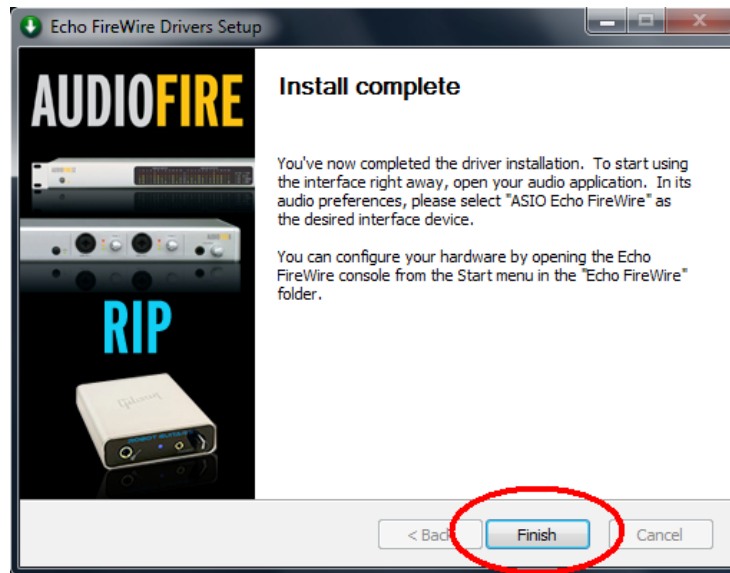 Echo FireWire Drivers Setup
AUDIOFIRE
Install complete
You've now completed the driver installation. To start using
the interface right away, open your audio application. In its
audio preferences, please select "ASIO Echo FireWire" as
the desired interface device.
You can configure your hardware by opening the Echo
FireWire console from the Start menu in the "Echo FireWire"
folder.
RIP
Gibson
ROBOT GUITAR
< Back
Finish
Cancel